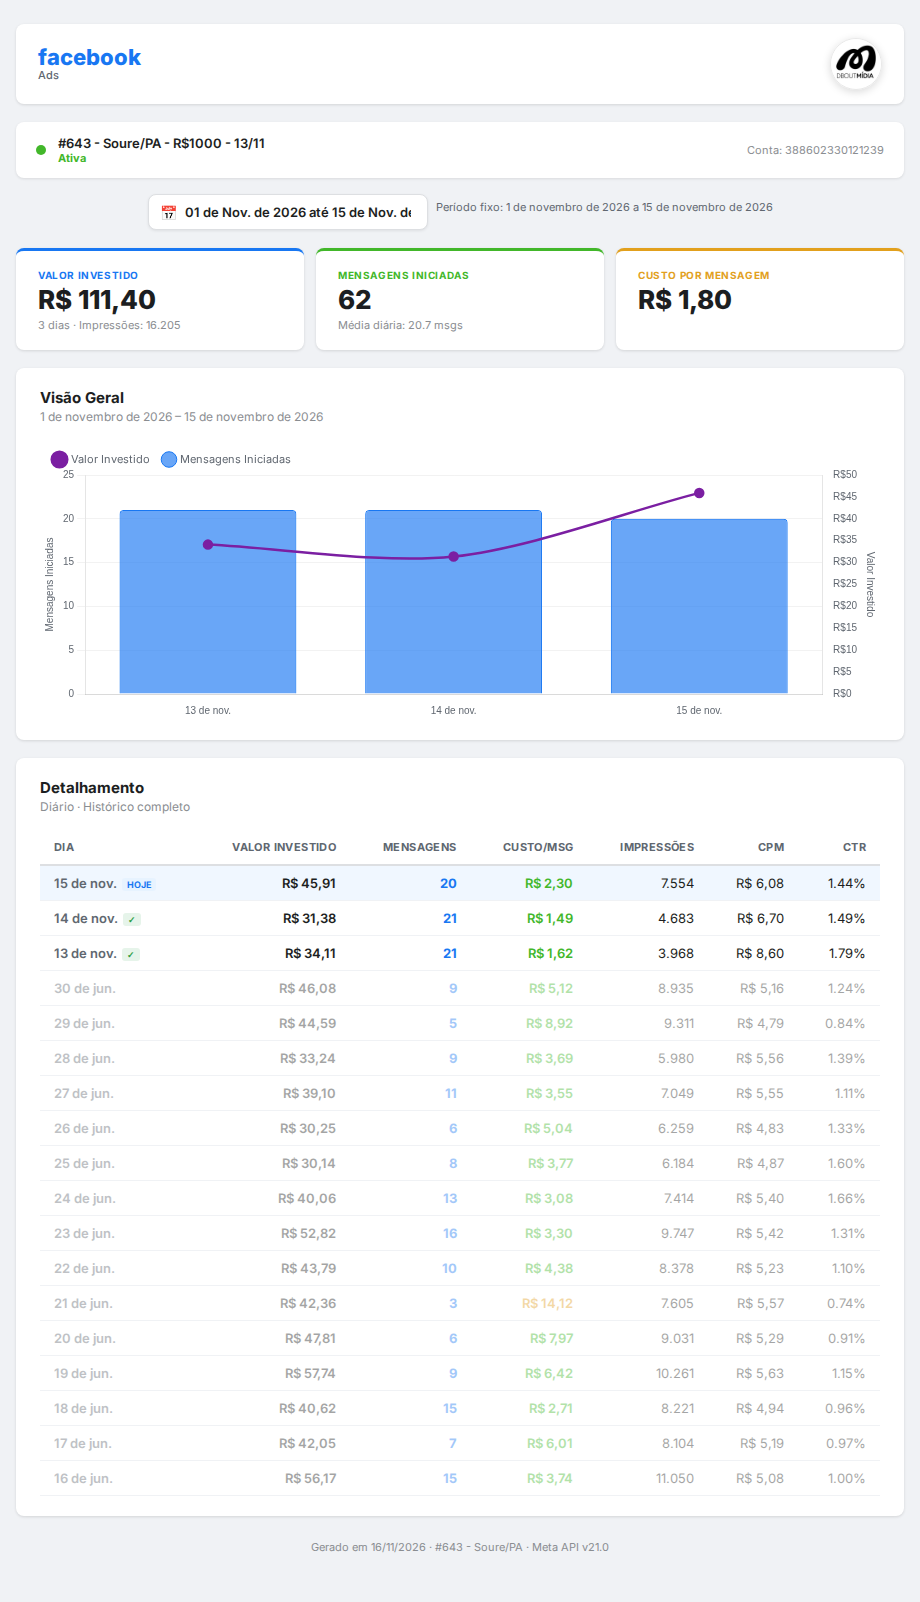 facebook
Ads
DBOUTMÍDIA
#643 - Soure/PA - R$1000 - 13/11
Ativa
Conta: 388602330121239
📅 01 de Nov. de 2026 até 15 de Nov. de
Período fixo: 1 de novembro de 2026 a 15 de novembro de 2026
VALOR INVESTIDO
R$ 111,40
3 dias · Impressões: 16.205
MENSAGENS INICIADAS
62
Média diária: 20.7 msgs
CUSTO POR MENSAGEM
R$ 1,80
Visão Geral
1 de novembro de 2026 – 15 de novembro de 2026
Valor Investido Mensagens Iniciadas
Mensagens Iniciadas
25
20
15
10
5
0
R$50
R$45
R$40
R$35
R$30
R$25
R$20
R$15
R$10
R$5
R$0
Valor Investido
13 de nov. 14 de nov. 15 de nov.
Detalhamento
Diário · Histórico completo
DIA VALOR INVESTIDO MENSAGENS CUSTO/MSG IMPRESSÕES CPM CTR
15 de nov. HOJE R$ 45,91 20 R$ 2,30 7.554 R$ 6,08 1.44%
14 de nov. ✓ R$ 31,38 21 R$ 1,49 4.683 R$ 6,70 1.49%
13 de nov. ✓ R$ 34,11 21 R$ 1,62 3.968 R$ 8,60 1.79%
30 de jun. R$ 46,08 9 R$ 5,12 8.935 R$ 5,16 1.24%
29 de jun. R$ 44,59 5 R$ 8,92 9.311 R$ 4,79 0.84%
28 de jun. R$ 33,24 9 R$ 3,69 5.980 R$ 5,56 1.39%
27 de jun. R$ 39,10 11 R$ 3,55 7.049 R$ 5,55 1.11%
26 de jun. R$ 30,25 6 R$ 5,04 6.259 R$ 4,83 1.33%
25 de jun. R$ 30,14 8 R$ 3,77 6.184 R$ 4,87 1.60%
24 de jun. R$ 40,06 13 R$ 3,08 7.414 R$ 5,40 1.66%
23 de jun. R$ 52,82 16 R$ 3,30 9.747 R$ 5,42 1.31%
22 de jun. R$ 43,79 10 R$ 4,38 8.378 R$ 5,23 1.10%
21 de jun. R$ 42,36 3 R$ 14,12 7.605 R$ 5,57 0.74%
20 de jun. R$ 47,81 6 R$ 7,97 9.031 R$ 5,29 0.91%
19 de jun. R$ 57,74 9 R$ 6,42 10.261 R$ 5,63 1.15%
18 de jun. R$ 40,62 15 R$ 2,71 8.221 R$ 4,94 0.96%
17 de jun. R$ 42,05 7 R$ 6,01 8.104 R$ 5,19 0.97%
16 de jun. R$ 56,17 15 R$ 3,74 11.050 R$ 5,08 1.00%
Gerado em 16/11/2026 · #643 - Soure/PA · Meta API v21.0